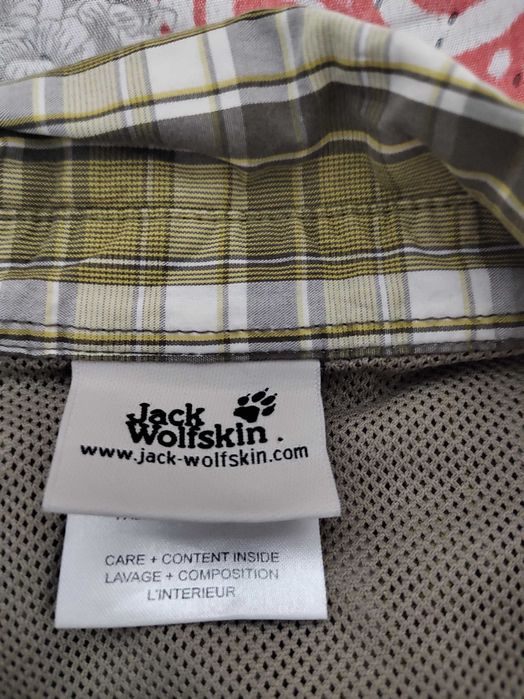 Jack
Wolfskin.
www.jack-wolfskin.com
CARE + CONTENT INSIDE
LAVAGE + COMPOSITION
L'INTERIEUR